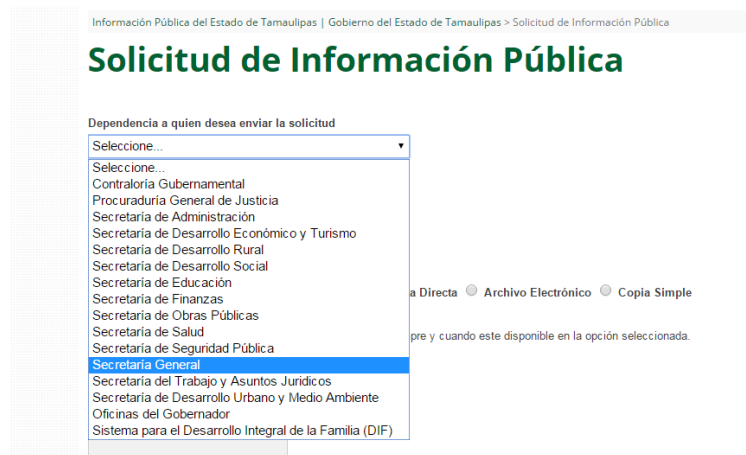 Información Pública del Estado de Tamaulipas | Gobierno del Estado de Tamaulipas > Solicitud de Información Pública
Solicitud de Información Pública
Dependencia a quien desea enviar la solicitud
Seleccione...
Seleccione...
Contraloría Gubernamental
Procuraduría General de Justicia
Secretaría de Administración
Secretaría de Desarrollo Económico y Turismo
Secretaría de Desarrollo Rural
Secretaría de Desarrollo Social
Secretaría de Educación
Secretaría de Finanzas
a Directa Archivo Electrónico Copia Simple
Secretaría de Obras Públicas
Secretaría de Salud
pre y cuando este disponible en la opción seleccionada.
Secretaría de Seguridad Pública
Secretaría General
Secretaría del Trabajo y Asuntos Juridicos
Secretaría de Desarrollo Urbano y Medio Ambiente
Oficinas del Gobernador
Sistema para el Desarrollo Integral de la Familia (DIF)